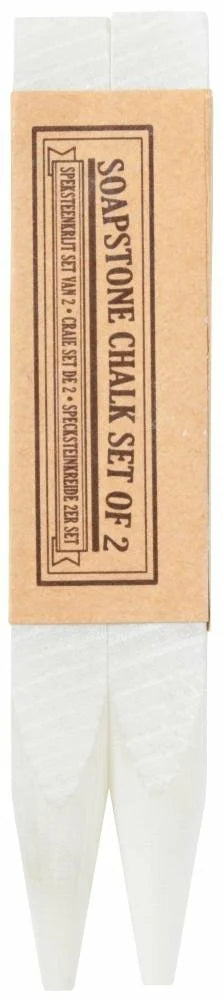 SOAPSTONE CHALK SET OF 2
SPEKSTEENKRIJT SET VAN 2 • CRAIE SET DE 2 • SPECKSTEINKREIDE 2ER SET